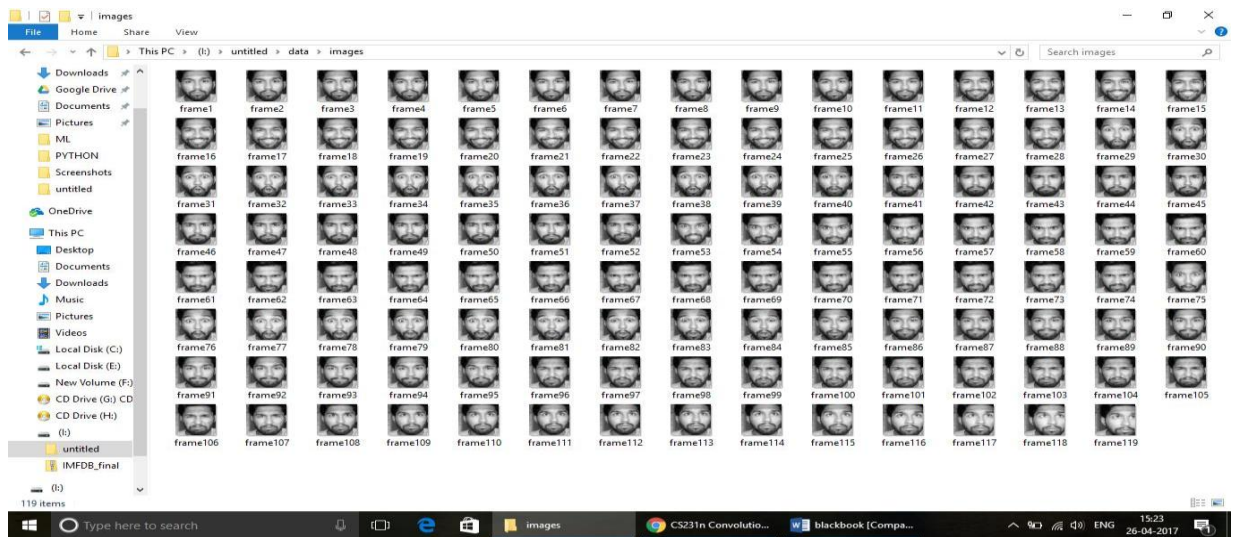 images
File Home Share View
This PC > (I:) > untitled > data > images
Search images
Downloads
Google Drive
Documents
Pictures
ML
PYTHON
Screenshots
untitled
OneDrive
This PC
Desktop
Documents
Downloads
Music
Pictures
Videos
Local Disk (C:)
Local Disk (E:)
New Volume (F:)
CD Drive (G:) CD
CD Drive (H:)
(I:)
untitled
IMFDB_final
(I:)
frame1 frame2 frame3 frame4 frame5 frame6 frame7 frame8 frame9 frame10 frame11 frame12 frame13 frame14 frame15
frame16 frame17 frame18 frame19 frame20 frame21 frame22 frame23 frame24 frame25 frame26 frame27 frame28 frame29 frame30
frame31 frame32 frame33 frame34 frame35 frame36 frame37 frame38 frame39 frame40 frame41 frame42 frame43 frame44 frame45
frame46 frame47 frame48 frame49 frame50 frame51 frame52 frame53 frame54 frame55 frame56 frame57 frame58 frame59 frame60
frame61 frame62 frame63 frame64 frame65 frame66 frame67 frame68 frame69 frame70 frame71 frame72 frame73 frame74 frame75
frame76 frame77 frame78 frame79 frame80 frame81 frame82 frame83 frame84 frame85 frame86 frame87 frame88 frame89 frame90
frame91 frame92 frame93 frame94 frame95 frame96 frame97 frame98 frame99 frame100 frame101 frame102 frame103 frame104 frame105
frame106 frame107 frame108 frame109 frame110 frame111 frame112 frame113 frame114 frame115 frame116 frame117 frame118 frame119
119 items
Type here to search
images
CS231n Convolutio...
blackbook [Compa...
ENG
15:23
26-04-2017